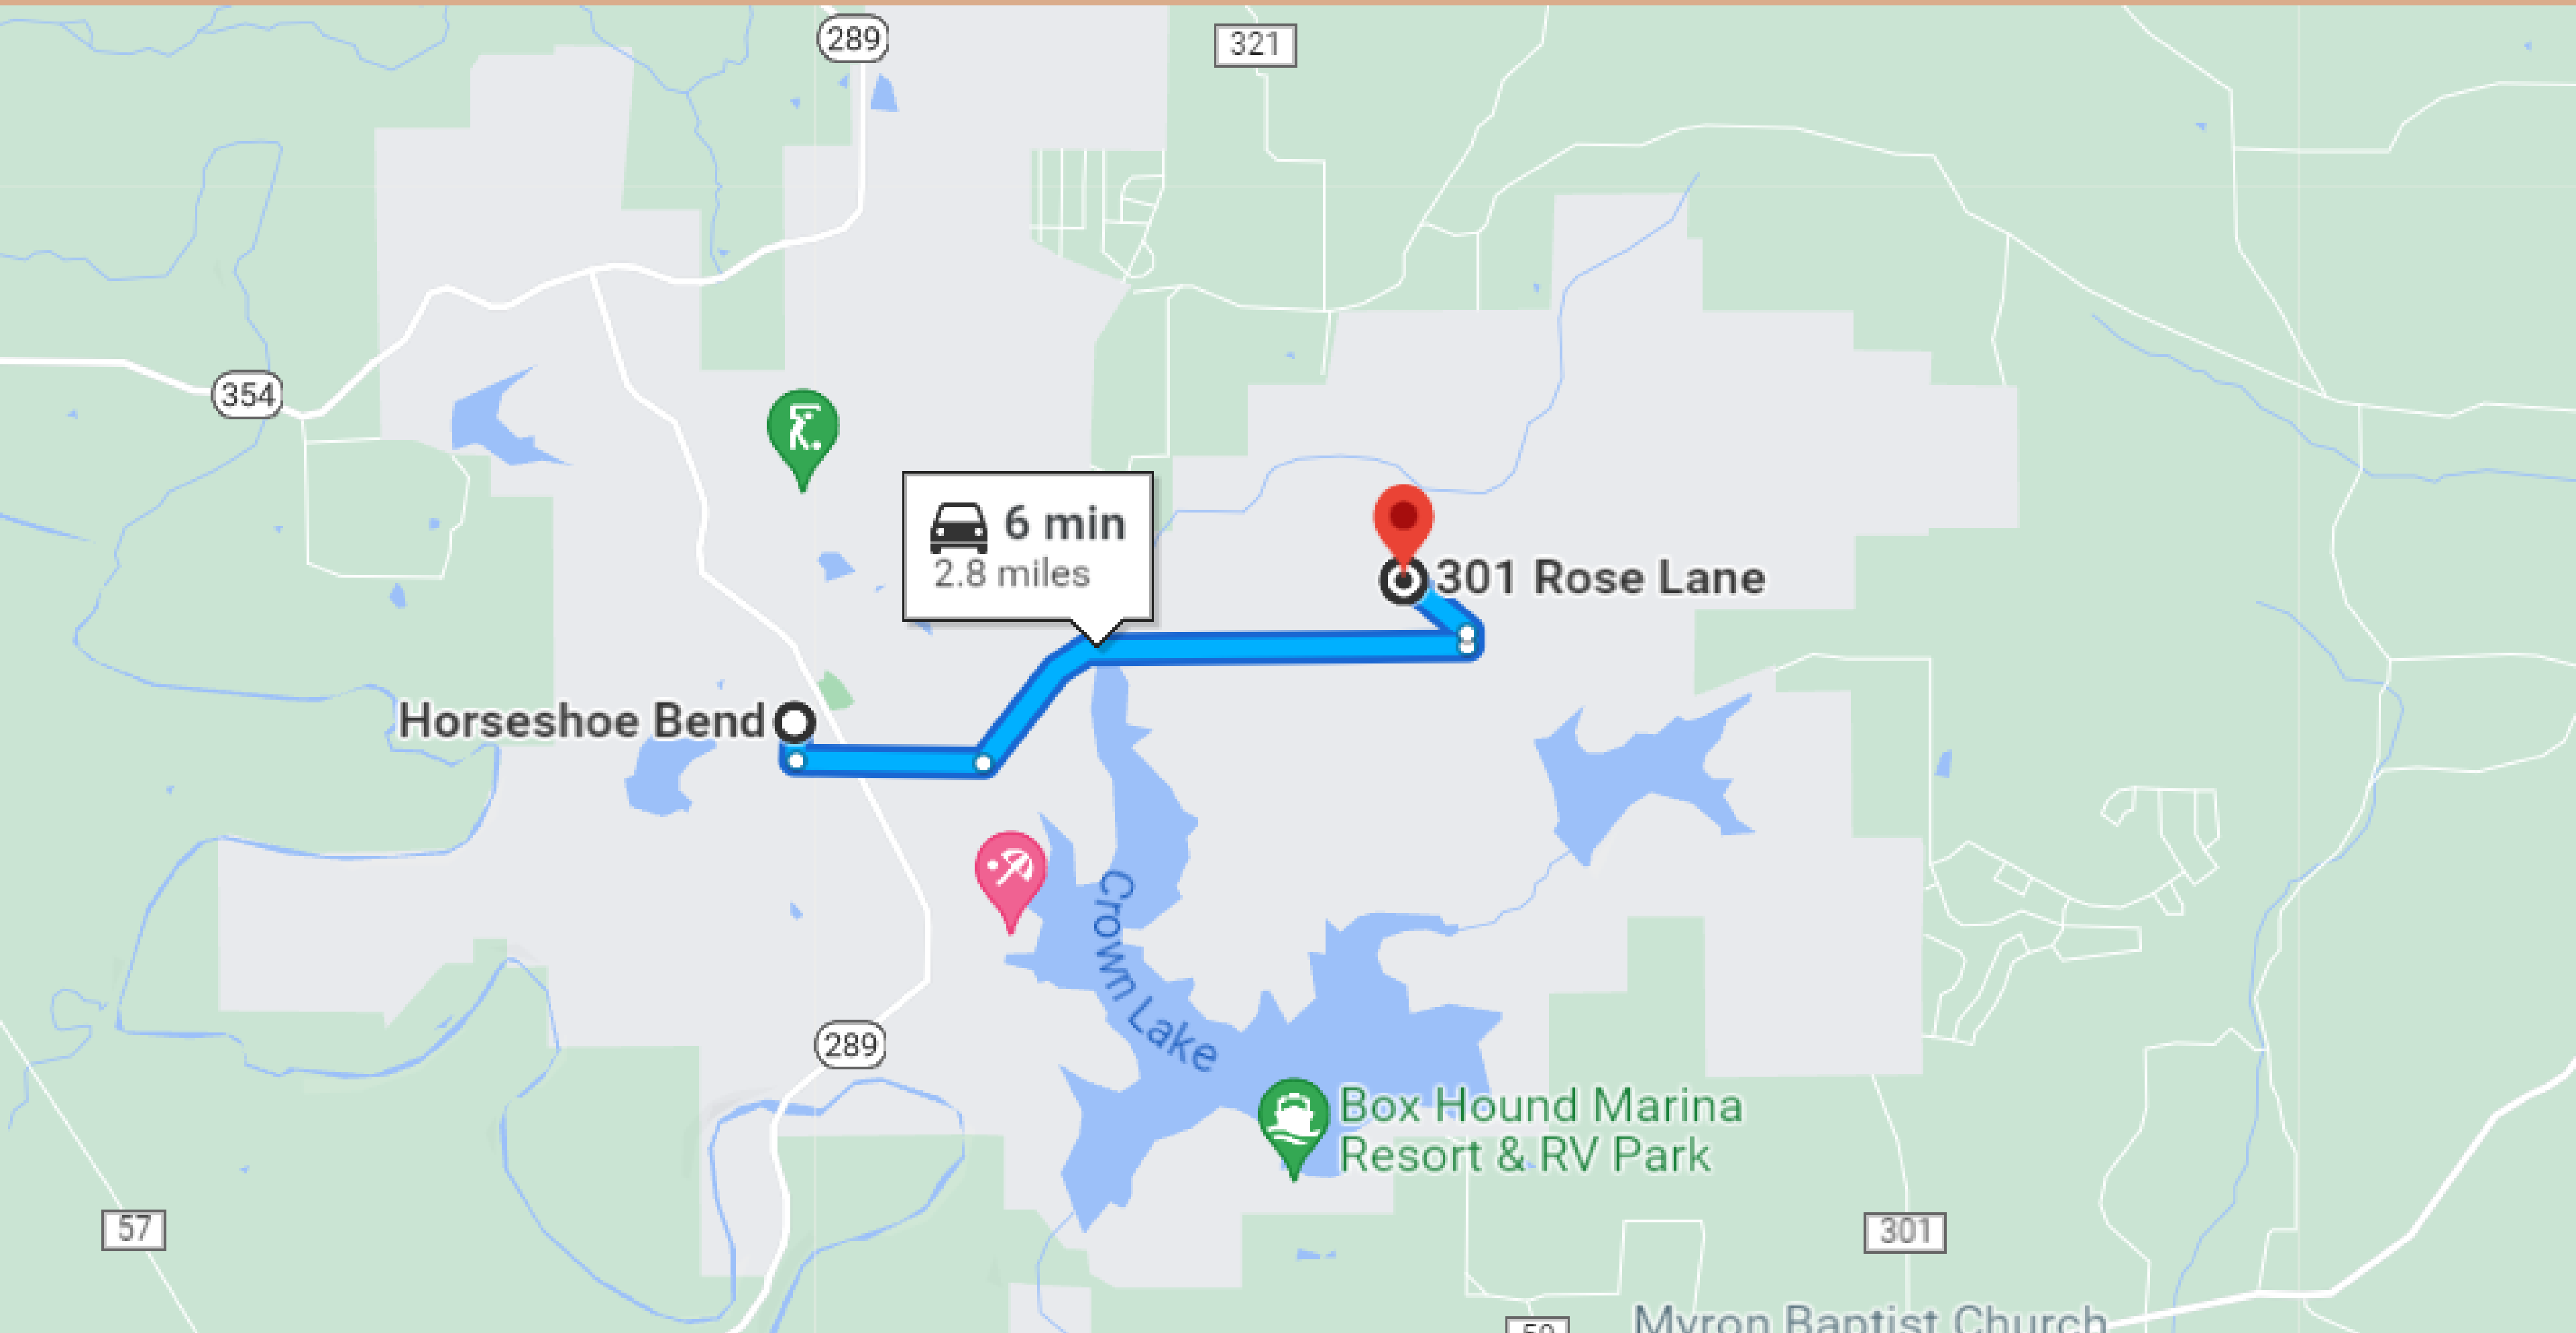 289
321
354
6 min
2.8 miles
301 Rose Lane
Horseshoe Bend
Crown Lake
289
Box Hound Marina
Resort & RV Park
57
301
Myron Baptist Church